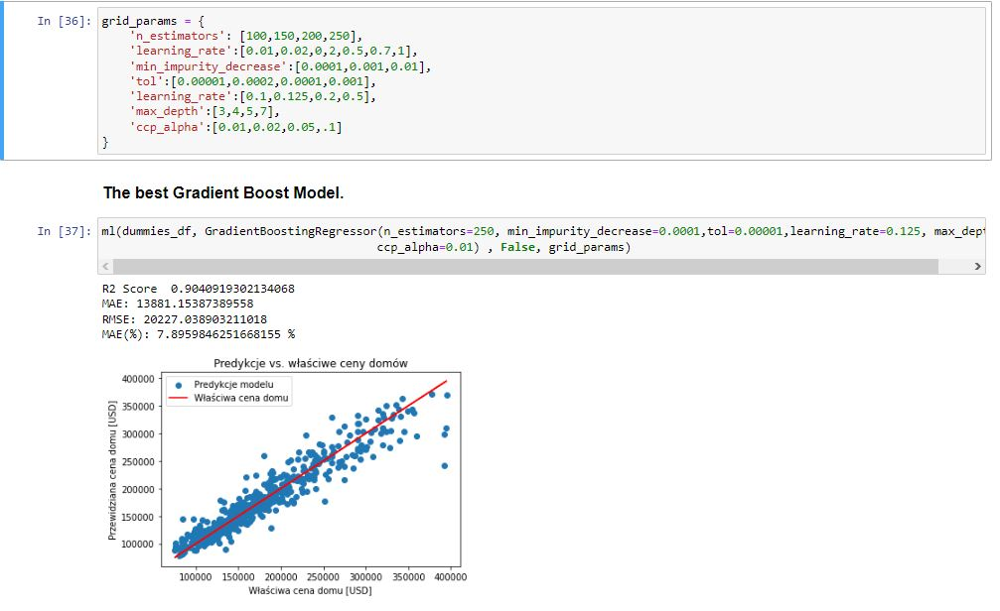 In [36]: grid_params = {
'n_estimators': [100,150,200,250],
'learning_rate':[0.01,0.02,0,2,0.5,0.7,1],
'min_impurity_decrease':[0.0001,0.001,0.01],
'tol':[0.00001,0.0002,0.0001,0.001],
'learning_rate':[0.1,0.125,0.2,0.5],
'max_depth':[3,4,5,7],
'ccp_alpha':[0.01,0.02,0.05,.1]
}
The best Gradient Boost Model.
In [37]: ml(dummies_df, GradientBoostingRegressor(n_estimators=250, min_impurity_decrease=0.0001,tol=0.00001,learning_rate=0.125, max_dept
ccp_alpha=0.01) , False, grid_params)
R2 Score  0.9040919302134068
MAE: 13881.15387389558
RMSE: 20227.038903211018
MAE(%): 7.8959846251668155 %
Predykcje vs. właściwe ceny domów
Predykcje modelu
Właściwa cena domu
Przewidziana cena domu [USD]
400000
350000
300000
250000
200000
150000
100000
100000 150000 200000 250000 300000 350000 400000
Właściwa cena domu [USD]